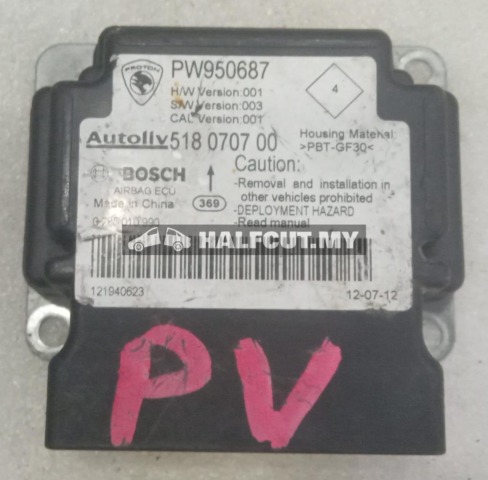 PROTON
PW950687
H/W Version:001
S/W Version:003
CAL Version:001
4
Autoliv 518 0707 00
Housing Material:
>PBT-GF30<
BOSCH
AIRBAG ECU
Made in China
369
Caution:
-Removal and installation in
other vehicles prohibited
-DEPLOYMENT HAZARD
-Read manual
HALFCUT.MY
121940623
12-07-12
PV